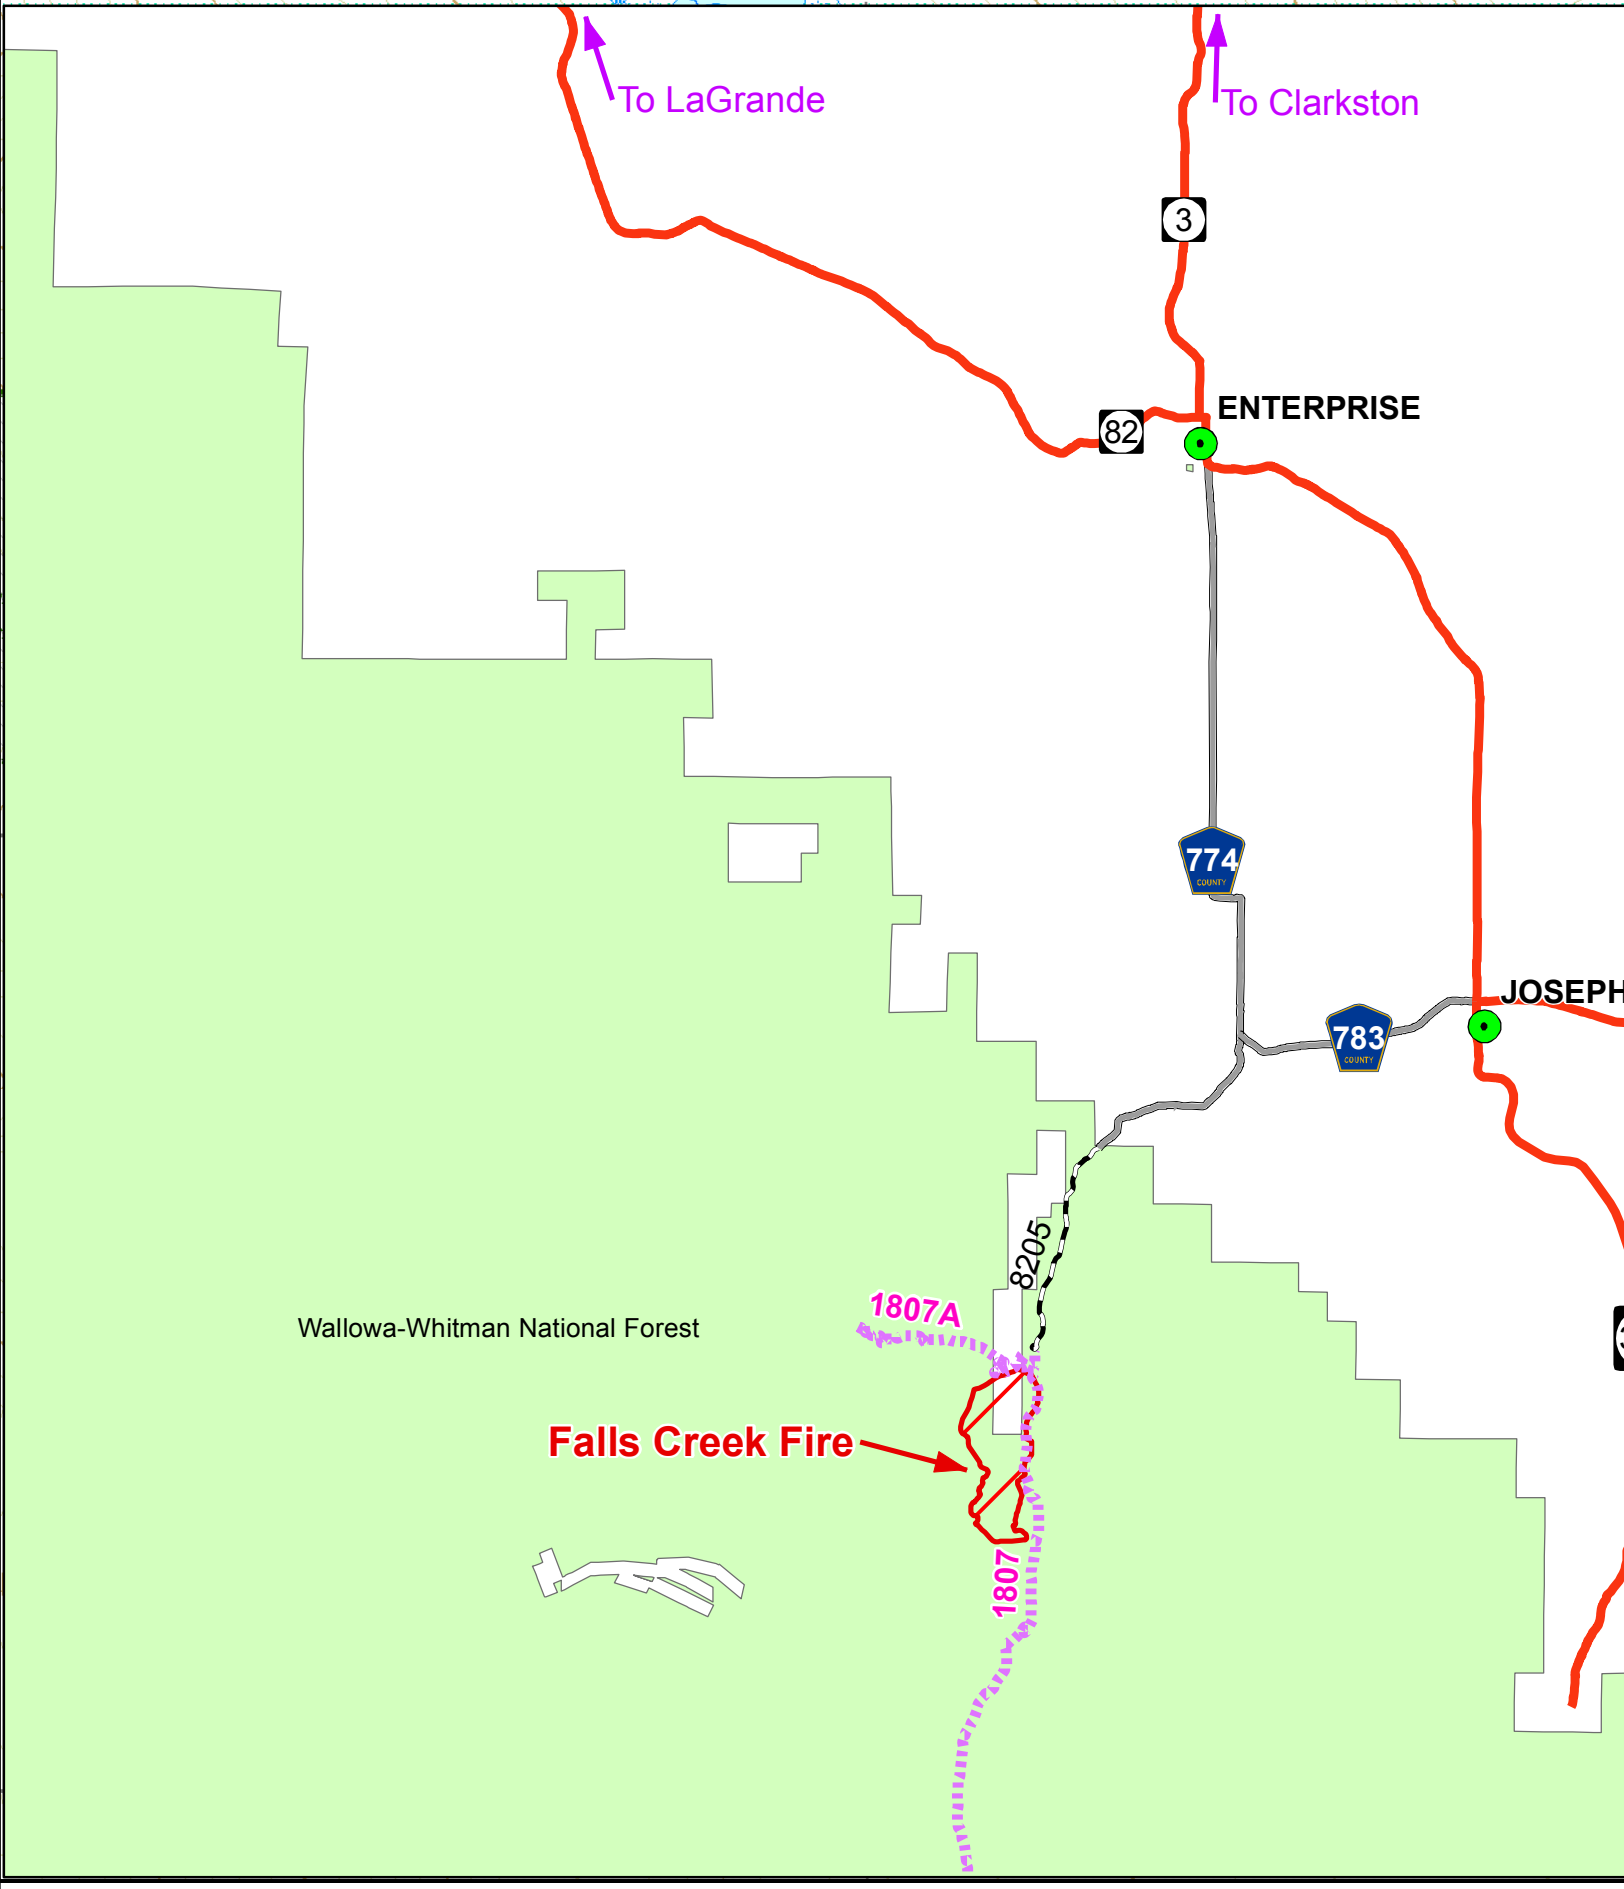 To LaGrande
To Clarkston
3
ENTERPRISE
82
774
COUNTY
JOSEPH
783
COUNTY
8205
1807A
Wallowa-Whitman National Forest
Falls Creek Fire
1807